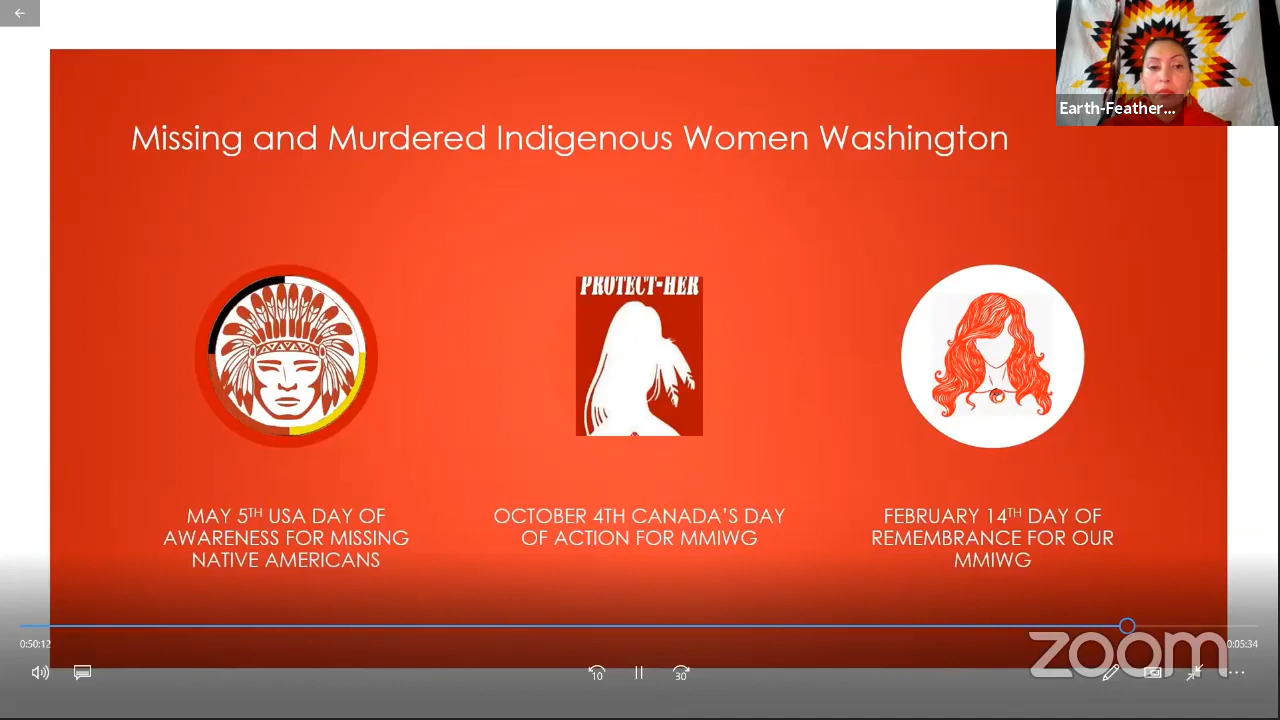 Earth-Feather...
Missing and Murdered Indigenous Women Washington
PROTECT-HER
MAY 5TH USA DAY OF
AWARENESS FOR MISSING
NATIVE AMERICANS
OCTOBER 4TH CANADA'S DAY
OF ACTION FOR MMIWG
FEBRUARY 14TH DAY OF
REMEMBRANCE FOR OUR
MMIWG
0:50:12
0:05:34
zoom
10
30